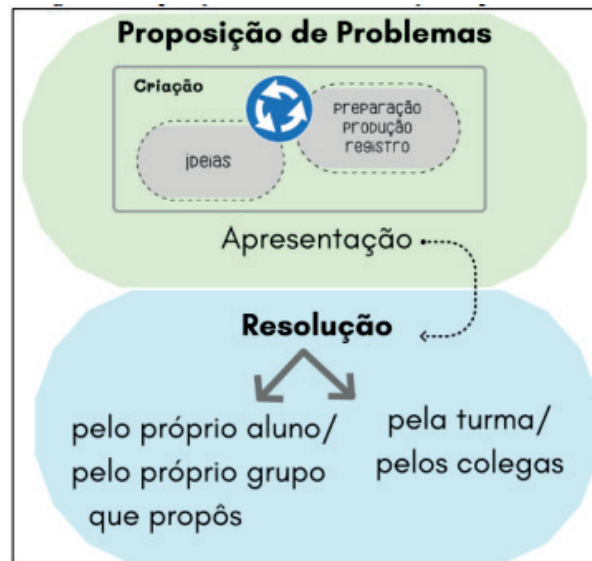 Proposição de Problemas
Criação
ideias
preparação
produção
registro
Apresentação
Resolução
pelo próprio aluno/
pelo próprio grupo
que propôs
pela turma/
pelos colegas